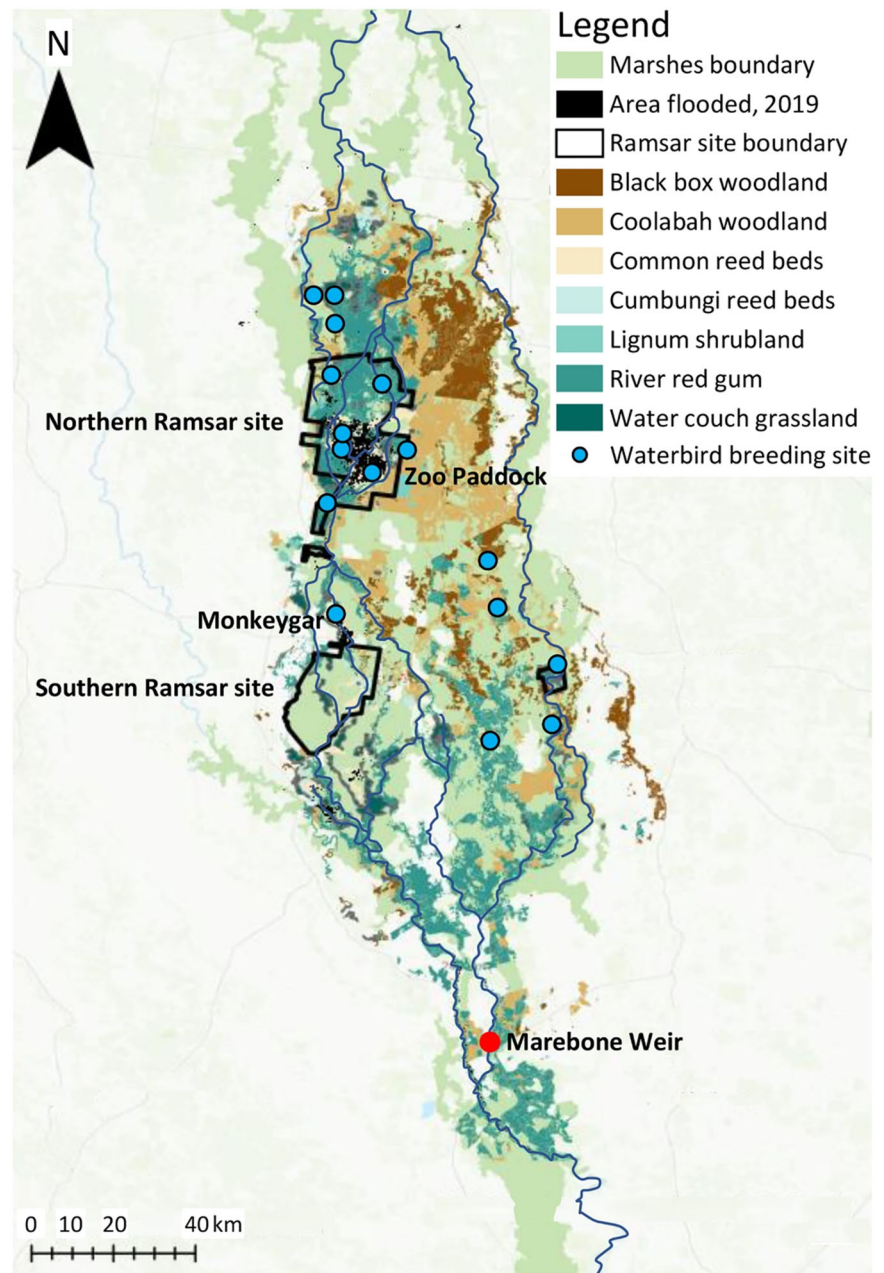 N
Legend
Marshes boundary
Area flooded, 2019
Ramsar site boundary
Black box woodland
Coolabah woodland
Common reed beds
Cumbungi reed beds
Lignum shrubland
River red gum
Water couch grassland
Waterbird breeding site
Northern Ramsar site
Zoo Paddock
Monkeygar
Southern Ramsar site
Marebone Weir
0 10 20 40 km